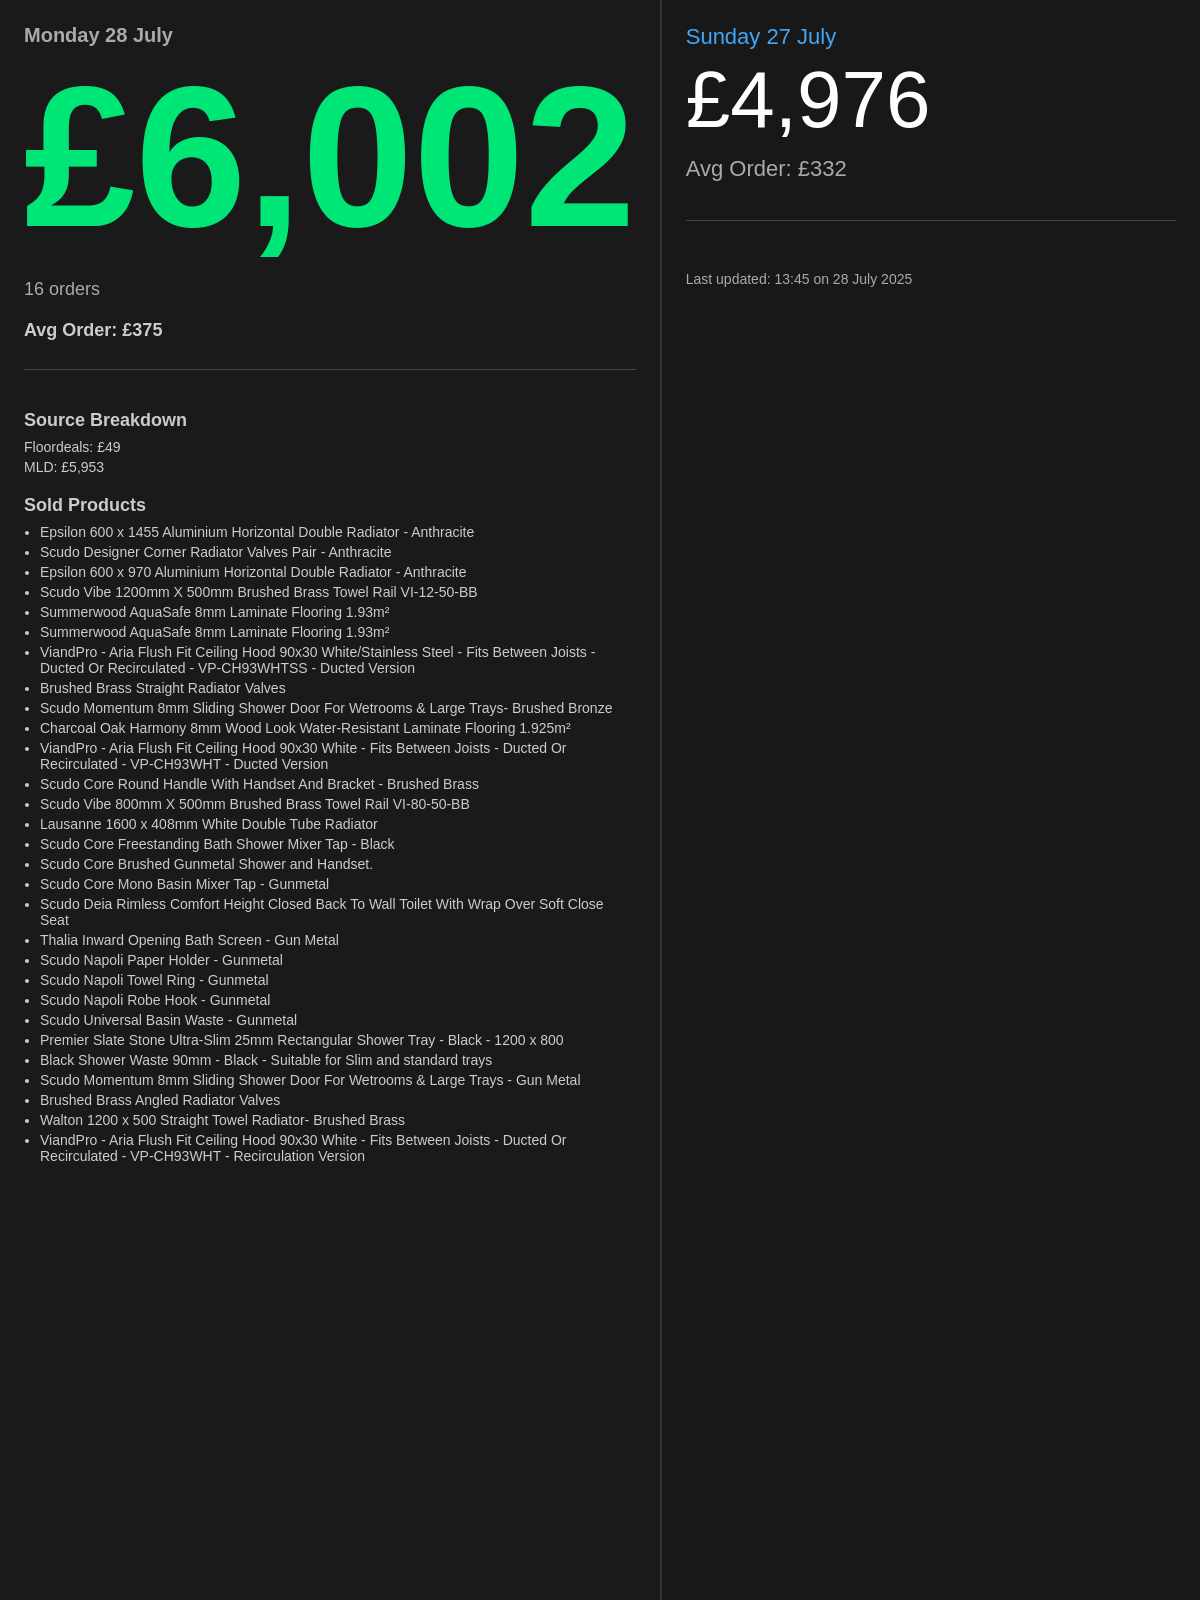 Monday 28 July
£6,002
16 orders
Avg Order: £375
Source Breakdown
Floordeals: £49
MLD: £5,953
Sold Products
• Epsilon 600 x 1455 Aluminium Horizontal Double Radiator - Anthracite
• Scudo Designer Corner Radiator Valves Pair - Anthracite
• Epsilon 600 x 970 Aluminium Horizontal Double Radiator - Anthracite
• Scudo Vibe 1200mm X 500mm Brushed Brass Towel Rail VI-12-50-BB
• Summerwood AquaSafe 8mm Laminate Flooring 1.93m²
• Summerwood AquaSafe 8mm Laminate Flooring 1.93m²
• ViandPro - Aria Flush Fit Ceiling Hood 90x30 White/Stainless Steel - Fits Between Joists -
Ducted Or Recirculated - VP-CH93WHTSS - Ducted Version
• Brushed Brass Straight Radiator Valves
• Scudo Momentum 8mm Sliding Shower Door For Wetrooms & Large Trays- Brushed Bronze
• Charcoal Oak Harmony 8mm Wood Look Water-Resistant Laminate Flooring 1.925m²
• ViandPro - Aria Flush Fit Ceiling Hood 90x30 White - Fits Between Joists - Ducted Or
Recirculated - VP-CH93WHT - Ducted Version
• Scudo Core Round Handle With Handset And Bracket - Brushed Brass
• Scudo Vibe 800mm X 500mm Brushed Brass Towel Rail VI-80-50-BB
• Lausanne 1600 x 408mm White Double Tube Radiator
• Scudo Core Freestanding Bath Shower Mixer Tap - Black
• Scudo Core Brushed Gunmetal Shower and Handset.
• Scudo Core Mono Basin Mixer Tap - Gunmetal
• Scudo Deia Rimless Comfort Height Closed Back To Wall Toilet With Wrap Over Soft Close
Seat
• Thalia Inward Opening Bath Screen - Gun Metal
• Scudo Napoli Paper Holder - Gunmetal
• Scudo Napoli Towel Ring - Gunmetal
• Scudo Napoli Robe Hook - Gunmetal
• Scudo Universal Basin Waste - Gunmetal
• Premier Slate Stone Ultra-Slim 25mm Rectangular Shower Tray - Black - 1200 x 800
• Black Shower Waste 90mm - Black - Suitable for Slim and standard trays
• Scudo Momentum 8mm Sliding Shower Door For Wetrooms & Large Trays - Gun Metal
• Brushed Brass Angled Radiator Valves
• Walton 1200 x 500 Straight Towel Radiator- Brushed Brass
• ViandPro - Aria Flush Fit Ceiling Hood 90x30 White - Fits Between Joists - Ducted Or
Recirculated - VP-CH93WHT - Recirculation Version
Sunday 27 July
£4,976
Avg Order: £332
Last updated: 13:45 on 28 July 2025